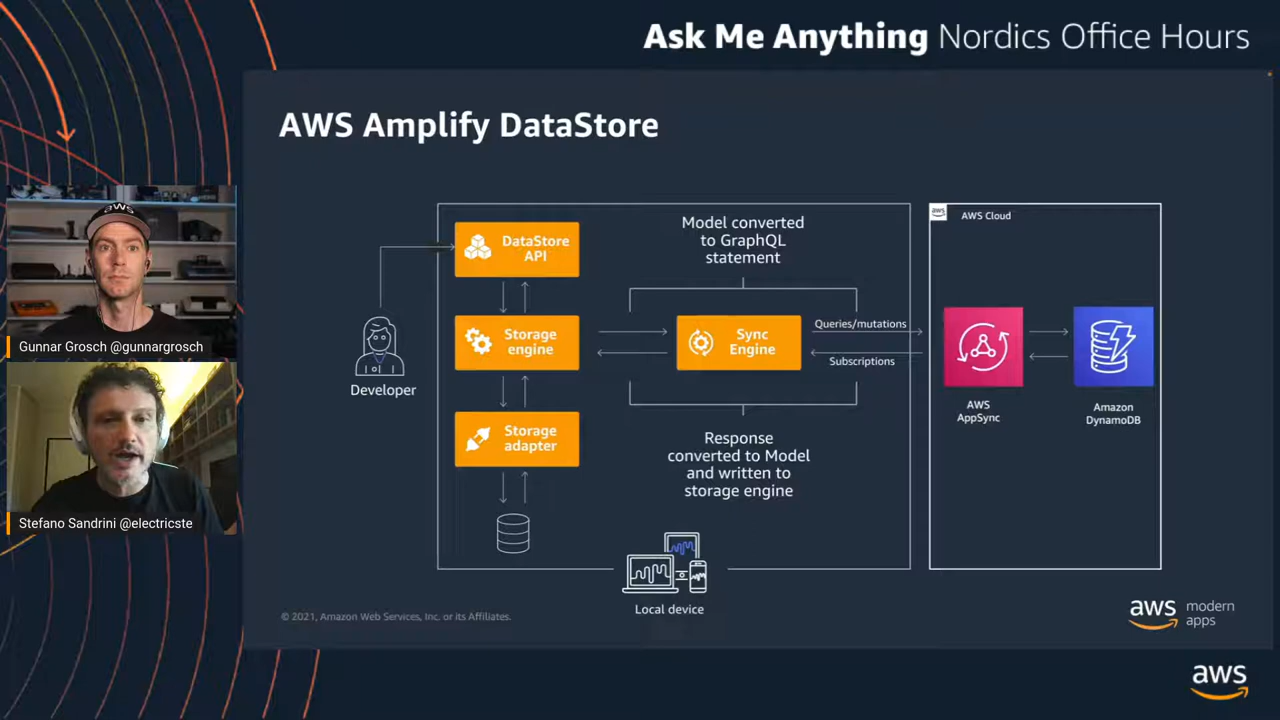 Ask Me Anything Nordics Office Hours
AWS Amplify DataStore
aws
Gunnar Grosch @gunnargrosch
Stefano Sandrini @electricste
Developer
DataStore
API
Storage
engine
Storage
adapter
Model converted
to GraphQL
statement
Sync
Engine
Queries/mutations
Subscriptions
Response
converted to Model
and written to
storage engine
Local device
aws
AWS Cloud
AWS
AppSync
Amazon
DynamoDB
© 2021, Amazon Web Services, Inc. or its Affiliates.
aws modern
apps
aws